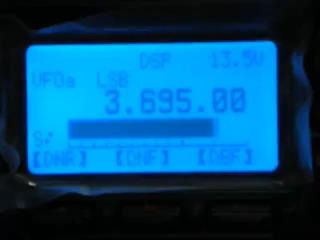 DSP 13.5V
VFOa LSB
3.695.00
S/
[DNR] [DNF] [DBF]